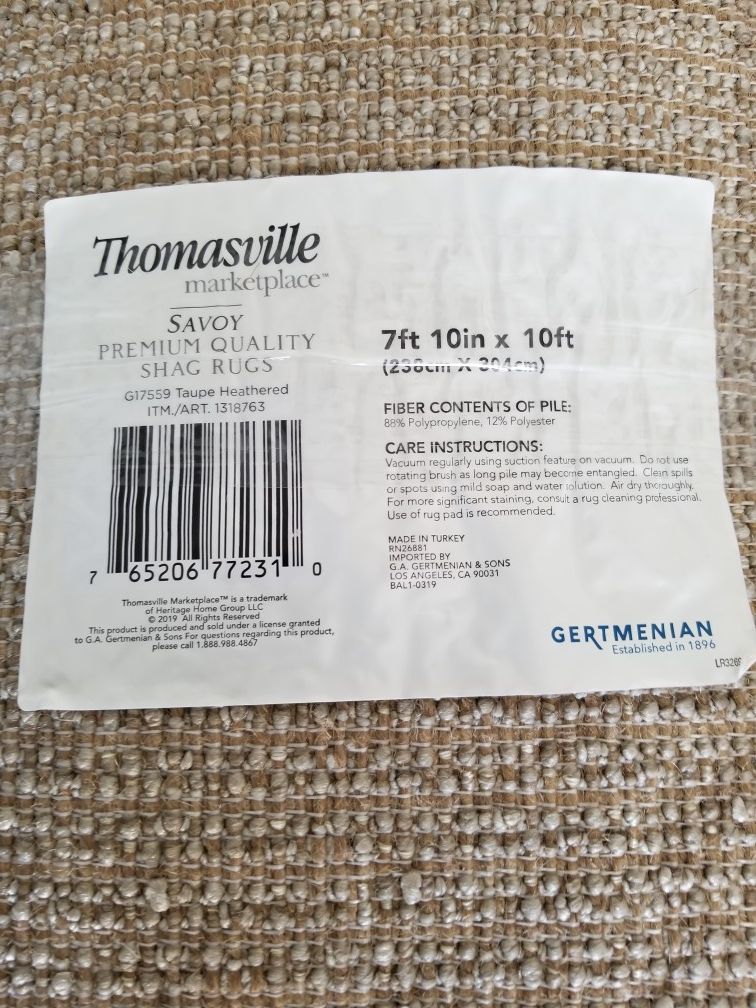 Thomasville
marketplace™
SAVOY
PREMIUM QUALITY
SHAG RUGS
G17559 Taupe Heathered
ITM./ART. 1318763
7 65206 77231 0
Thomasville Marketplace™ is a trademark
of Heritage Home Group LLC
© 2019 All Rights Reserved
This product is produced and sold under a license granted
to G.A. Gertmenian & Sons For questions regarding this product,
please call 1.888.988.4867
7ft 10in x 10ft
(238cm X 304cm)
FIBER CONTENTS OF PILE:
88% Polypropylene, 12% Polyester
CARE INSTRUCTIONS:
Vacuum regularly using suction feature on vacuum. Do not use
rotating brush as long pile may become entangled. Clean spills
or spots using mild soap and water solution. Air dry thoroughly.
For more significant staining, consult a rug cleaning professional.
Use of rug pad is recommended.
MADE IN TURKEY
RN26881
IMPORTED BY
G.A. GERTMENIAN & SONS
LOS ANGELES, CA 90031
BAL1-0319
GERTMENIAN
Established in 1896